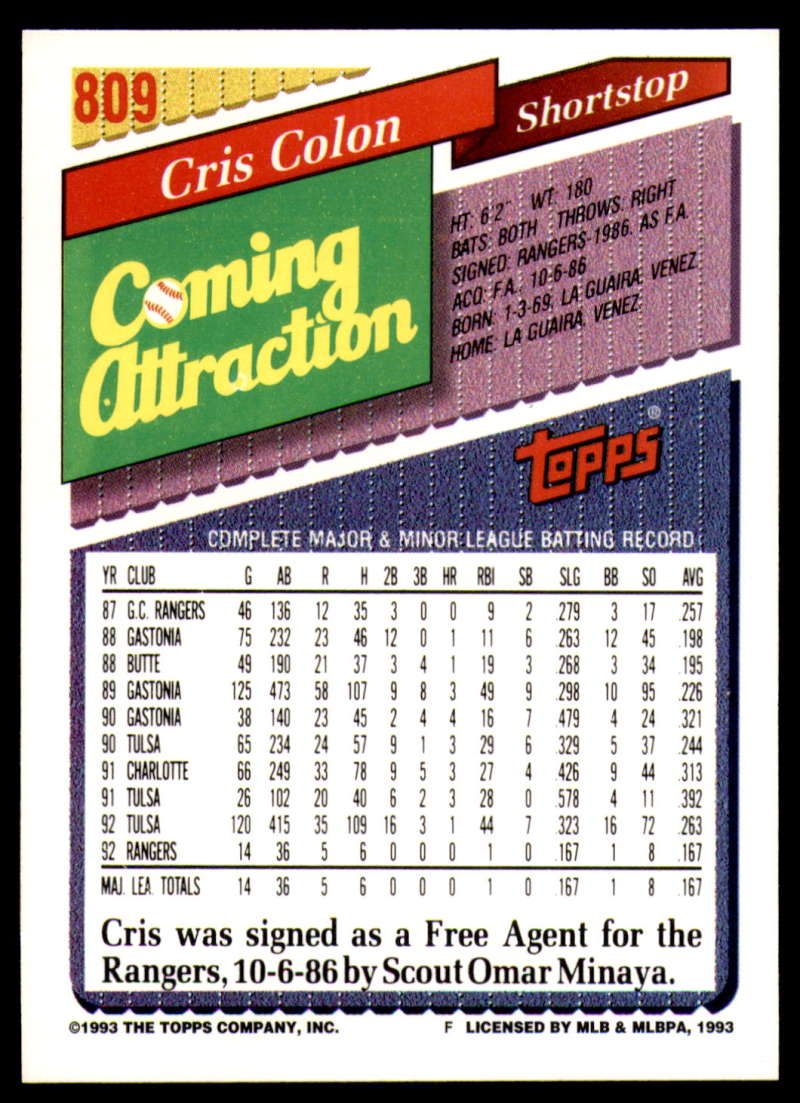 809
Cris Colon
Shortstop
Coming
Attraction
HT: 6'2" WT: 180
BATS: BOTH THROWS: RIGHT
SIGNED: RANGERS-1986, AS F.A.
ACQ: F.A., 10-6-86
BORN: 1-3-69, LA GUAIRA, VENEZ.
HOME: LA GUAIRA, VENEZ.
TOPPS ®
COMPLETE MAJOR & MINOR LEAGUE BATTING RECORD
YR CLUB G AB R H 2B 3B HR RBI SB SLG BB SO AVG
87 G.C. RANGERS 46 136 12 35 3 0 0 9 2 .279 3 17 .257
88 GASTONIA 75 232 23 46 12 0 1 11 6 .263 12 45 .198
88 BUTTE 49 190 21 37 3 4 1 19 3 .268 3 34 .195
89 GASTONIA 125 473 58 107 9 8 3 49 9 .298 10 95 .226
90 GASTONIA 38 140 23 45 2 4 4 16 7 .479 4 24 .321
90 TULSA 65 234 24 57 9 1 3 29 6 .329 5 37 .244
91 CHARLOTTE 66 249 33 78 9 5 3 27 4 .426 9 44 .313
91 TULSA 26 102 20 40 6 2 3 28 0 .578 4 11 .392
92 TULSA 120 415 35 109 16 3 1 44 7 .323 16 72 .263
92 RANGERS 14 36 5 6 0 0 0 1 0 .167 1 8 .167
MAJ. LEA. TOTALS 14 36 5 6 0 0 0 1 0 .167 1 8 .167
Cris was signed as a Free Agent for the
Rangers, 10-6-86 by Scout Omar Minaya.
©1993 THE TOPPS COMPANY, INC. F LICENSED BY MLB & MLBPA, 1993